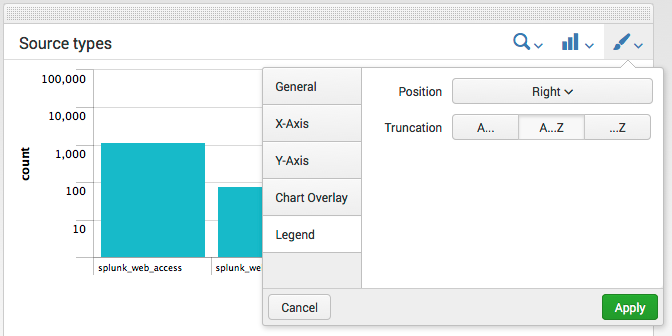 Source types
General
Position
Right
X-Axis
Truncation
A...
A...Z
...Z
Y-Axis
Chart Overlay
Legend
Cancel
Apply
100,000
10,000
1,000
100
10
count
splunk_web_access
splunk_we